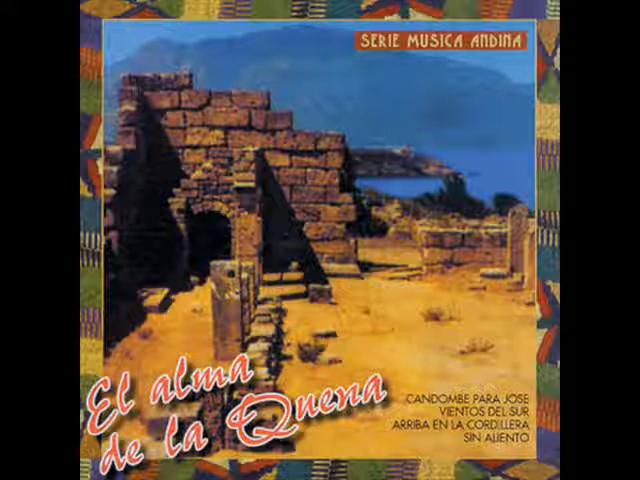 SERIE MUSICA ANDINA
El alma
de la Quena
CANDOMBE PARA JOSE
VIENTOS DEL SUR
ARRIBA EN LA CORDILLERA
SIN ALIENTO